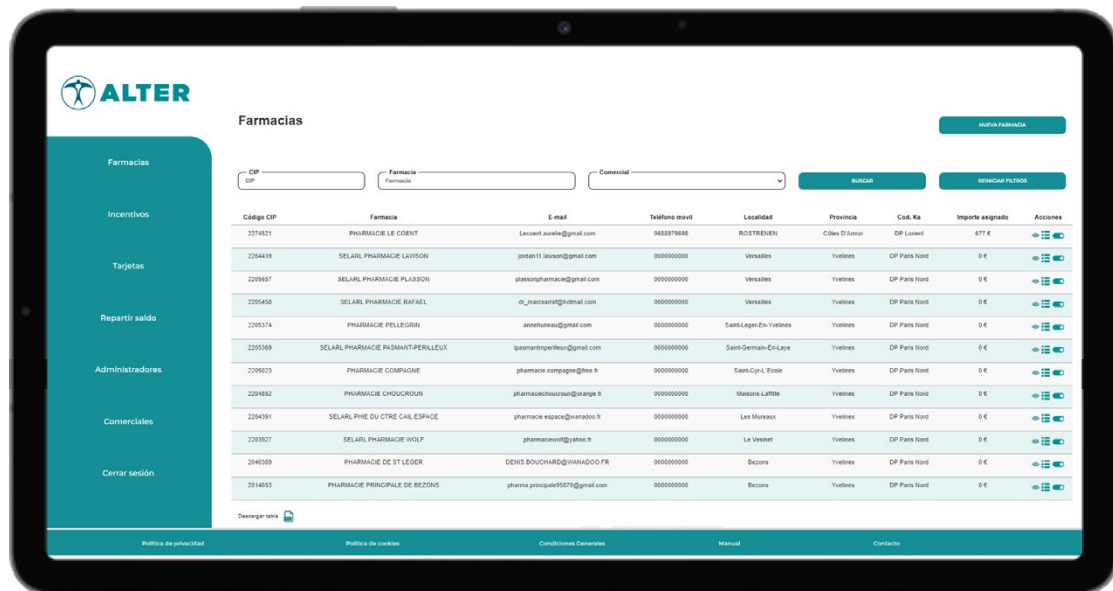 ALTER
Farmacias
NUEVA FARMACIA
Farmacias
Incentivos
Tarjetas
Repartir saldo
Administradores
Comerciales
Cerrar sesión
CIP Farmacia Comercial
CIP Farmacia BUSCAR REINICIAR FILTROS
Código CIP Farmacia E-mail Teléfono movil Localidad Provincia Cod. Ka Importe asignado Acciones
2274521 PHARMACIE LE COENT Lecoent.aurelie@gmail.com 0688979688 ROSTRENEN Côtes D'Armor DP Lorient 677 €
2264419 SELARL PHARMACIE LAWSON jordan11.lawson@gmail.com 0000000000 Versailles Yvelines DP Paris Nord 0 €
2205657 SELARL PHARMACIE PLASSON plassonpharmacie@gmail.com 0000000000 Versailles Yvelines DP Paris Nord 0 €
2205458 SELARL PHARMACIE RAFAEL dr_marcxarraf@hotmail.com 0000000000 Versailles Yvelines DP Paris Nord 0 €
2205374 PHARMACIE PELLEGRIN annehuneau@gmail.com 0000000000 Saint-Leger-En-Yvelines Yvelines DP Paris Nord 0 €
2205369 SELARL PHARMACIE PASMANT-PERILLEUX ipasmantmperilleux@gmail.com 0000000000 Saint-Germain-En-Laye Yvelines DP Paris Nord 0 €
2205023 PHARMACIE COMPAGNE pharmacie.compagne@free.fr 0000000000 Saint-Cyr-L'Ecole Yvelines DP Paris Nord 0 €
2204852 PHARMACIE CHOUCROUN pharmaciechoucroun@orange.fr 0000000000 Maisons-Laffitte Yvelines DP Paris Nord 0 €
2204391 SELARL PHIE DU CTRE CAIL ESPACE pharmacie.espace@wanadoo.fr 0000000000 Les Mureaux Yvelines DP Paris Nord 0 €
2203927 SELARL PHARMACIE WOLF pharmaciewolf@yahoo.fr 0000000000 Le Vesinet Yvelines DP Paris Nord 0 €
2040389 PHARMACIE DE ST LEGER DENIS.BOUCHARD@WANADOO.FR 0000000000 Bezons Yvelines DP Paris Nord 0 €
2014053 PHARMACIE PRINCIPALE DE BEZONS pharma.principale95870@gmail.com 0000000000 Bezons Yvelines DP Paris Nord 0 €
Descargar tabla
Política de privacidad Política de cookies Condiciones Generales Manual Contacto